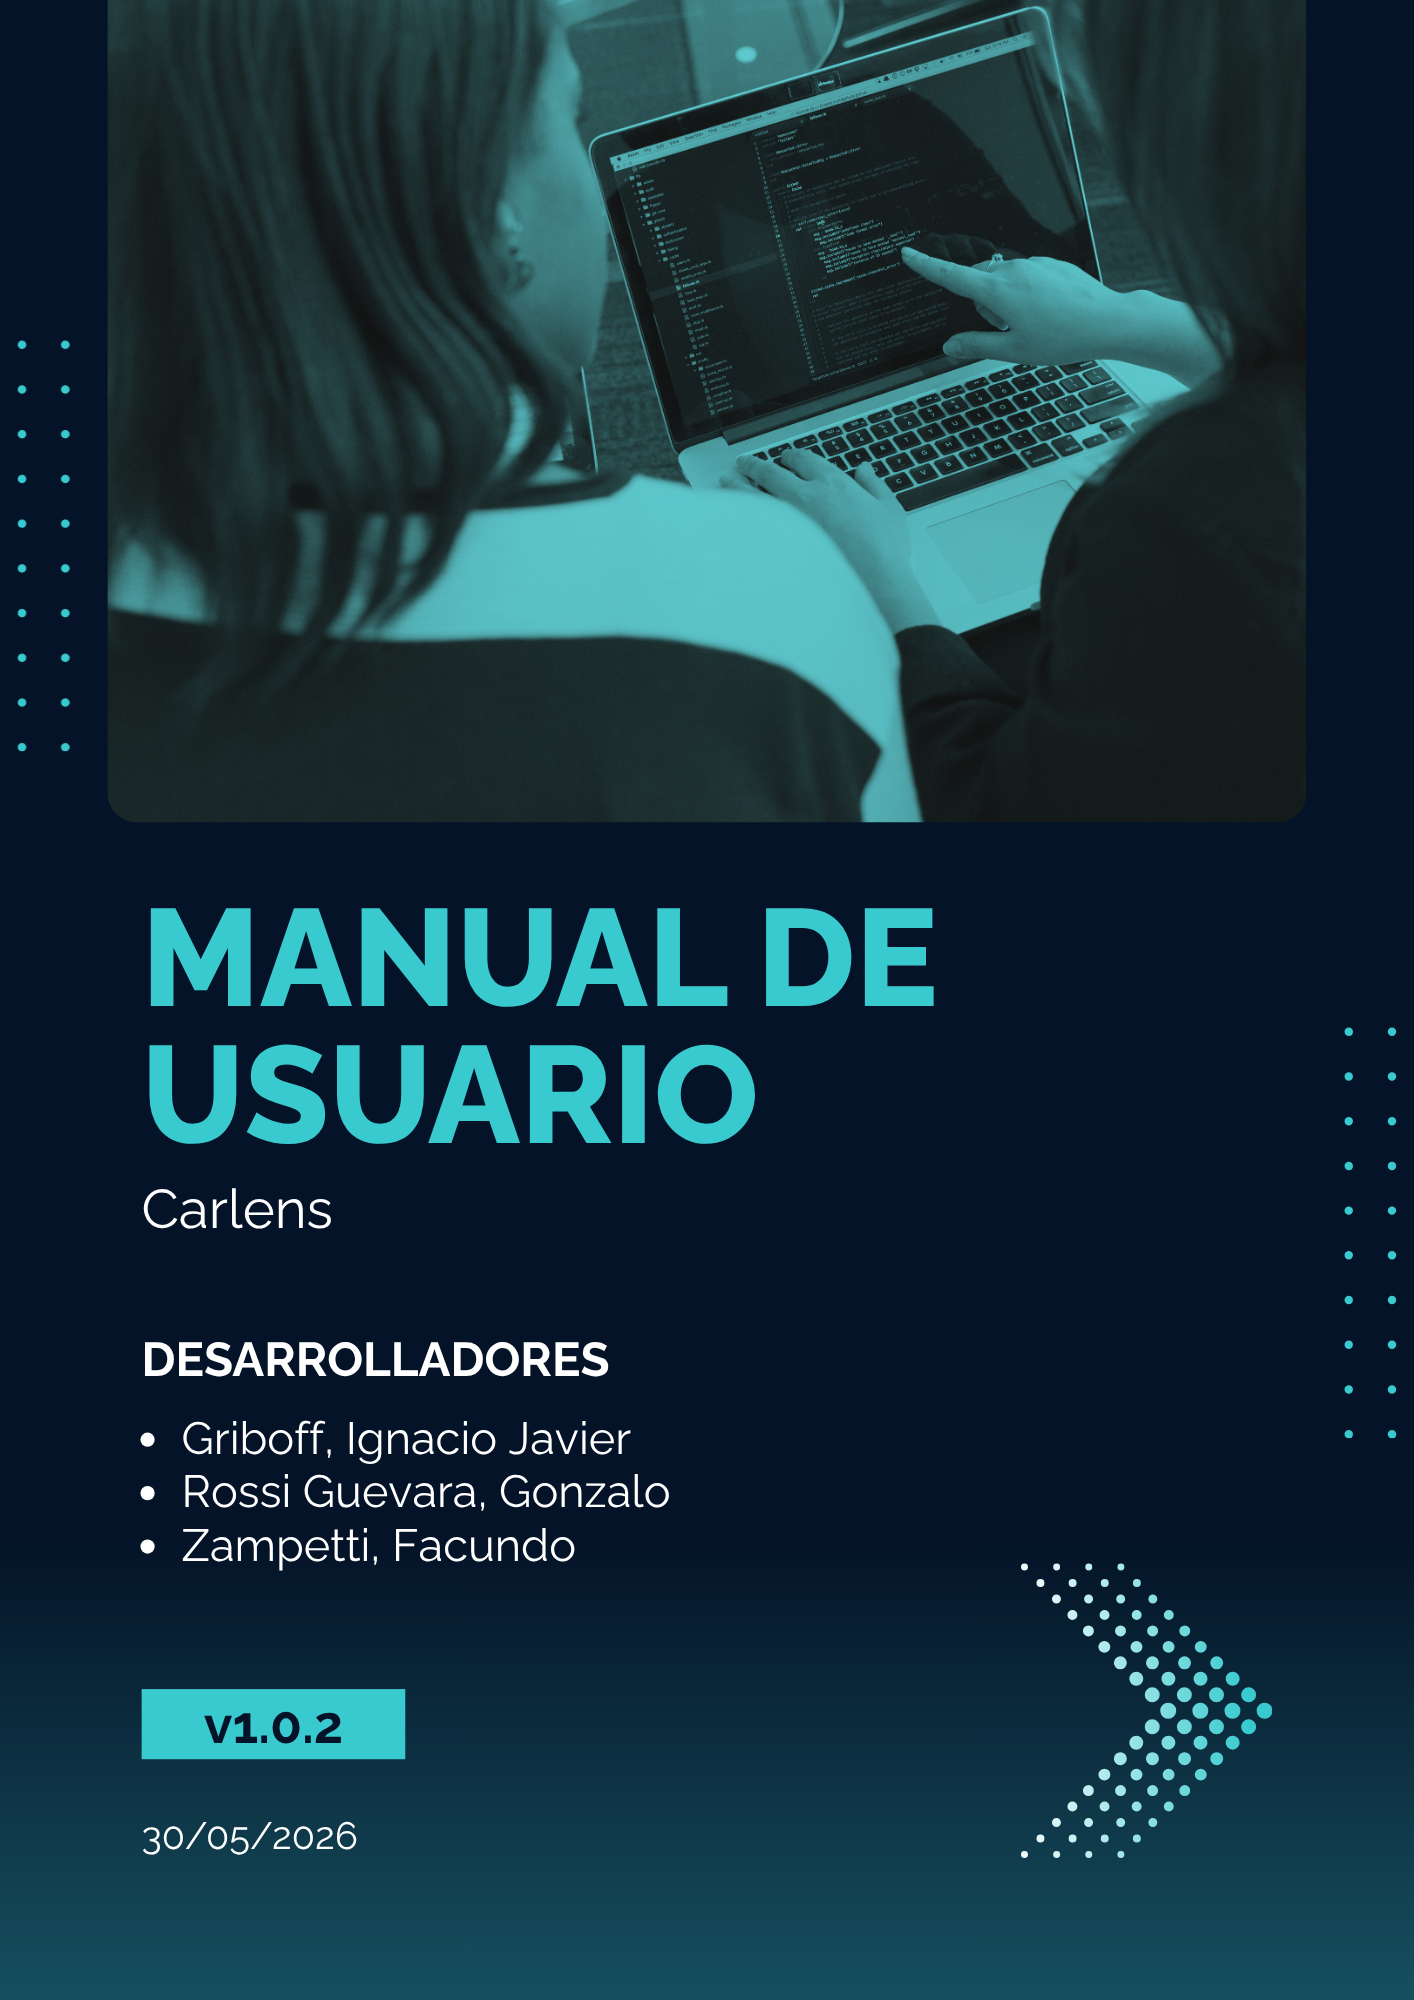 MANUAL DE
USUARIO
Carlens
DESARROLLADORES
• Griboff, Ignacio Javier
• Rossi Guevara, Gonzalo
• Zampetti, Facundo
v1.0.2
30/05/2026